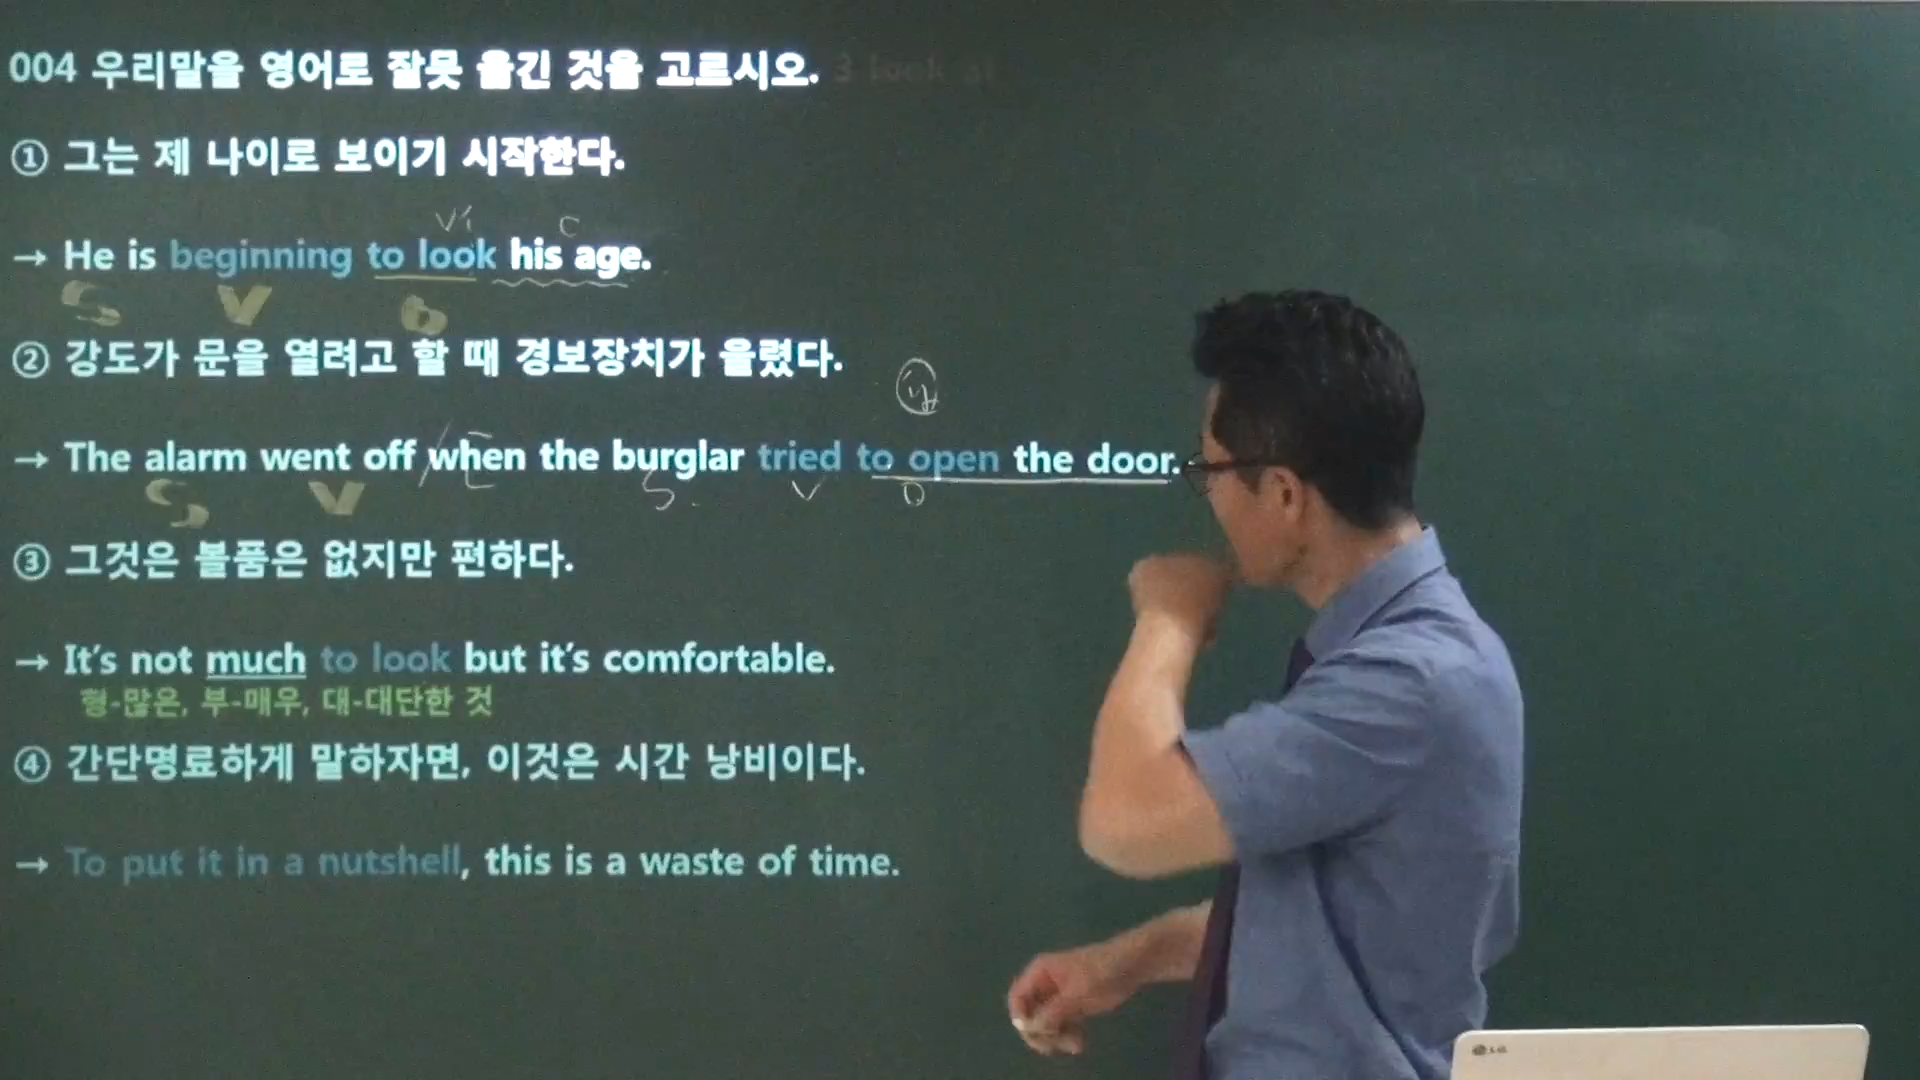 004 우리말을 영어로 잘못 옮긴 것을 고르시오. 3 look at
① 그는 제 나이로 보이기 시작한다.
Vi C
→ He is beginning to look his age.
S V O
② 강도가 문을 열려고 할 때 경보장치가 울렸다.
→ The alarm went off when the burglar tried to open the door.
S V S V O
③ 그것은 볼품은 없지만 편하다.
→ It's not much to look but it's comfortable.
형-많은, 부-매우, 대-대단한 것
④ 간단명료하게 말하자면, 이것은 시간 낭비이다.
→ To put it in a nutshell, this is a waste of time.
LG